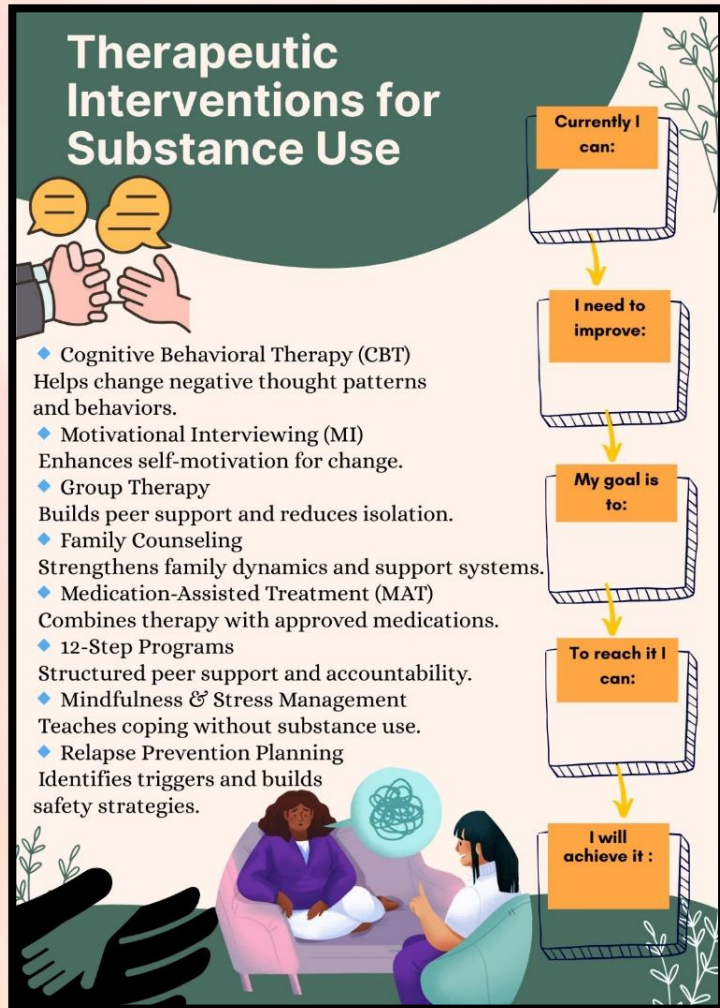 Therapeutic
Interventions for
Substance Use
Currently I
can:
I need to
improve:
My goal is
to:
To reach it I
can:
I will
achieve it :
Cognitive Behavioral Therapy (CBT)
Helps change negative thought patterns
and behaviors.
Motivational Interviewing (MI)
Enhances self-motivation for change.
Group Therapy
Builds peer support and reduces isolation.
Family Counseling
Strengthens family dynamics and support systems.
Medication-Assisted Treatment (MAT)
Combines therapy with approved medications.
12-Step Programs
Structured peer support and accountability.
Mindfulness & Stress Management
Teaches coping without substance use.
Relapse Prevention Planning
Identifies triggers and builds
safety strategies.